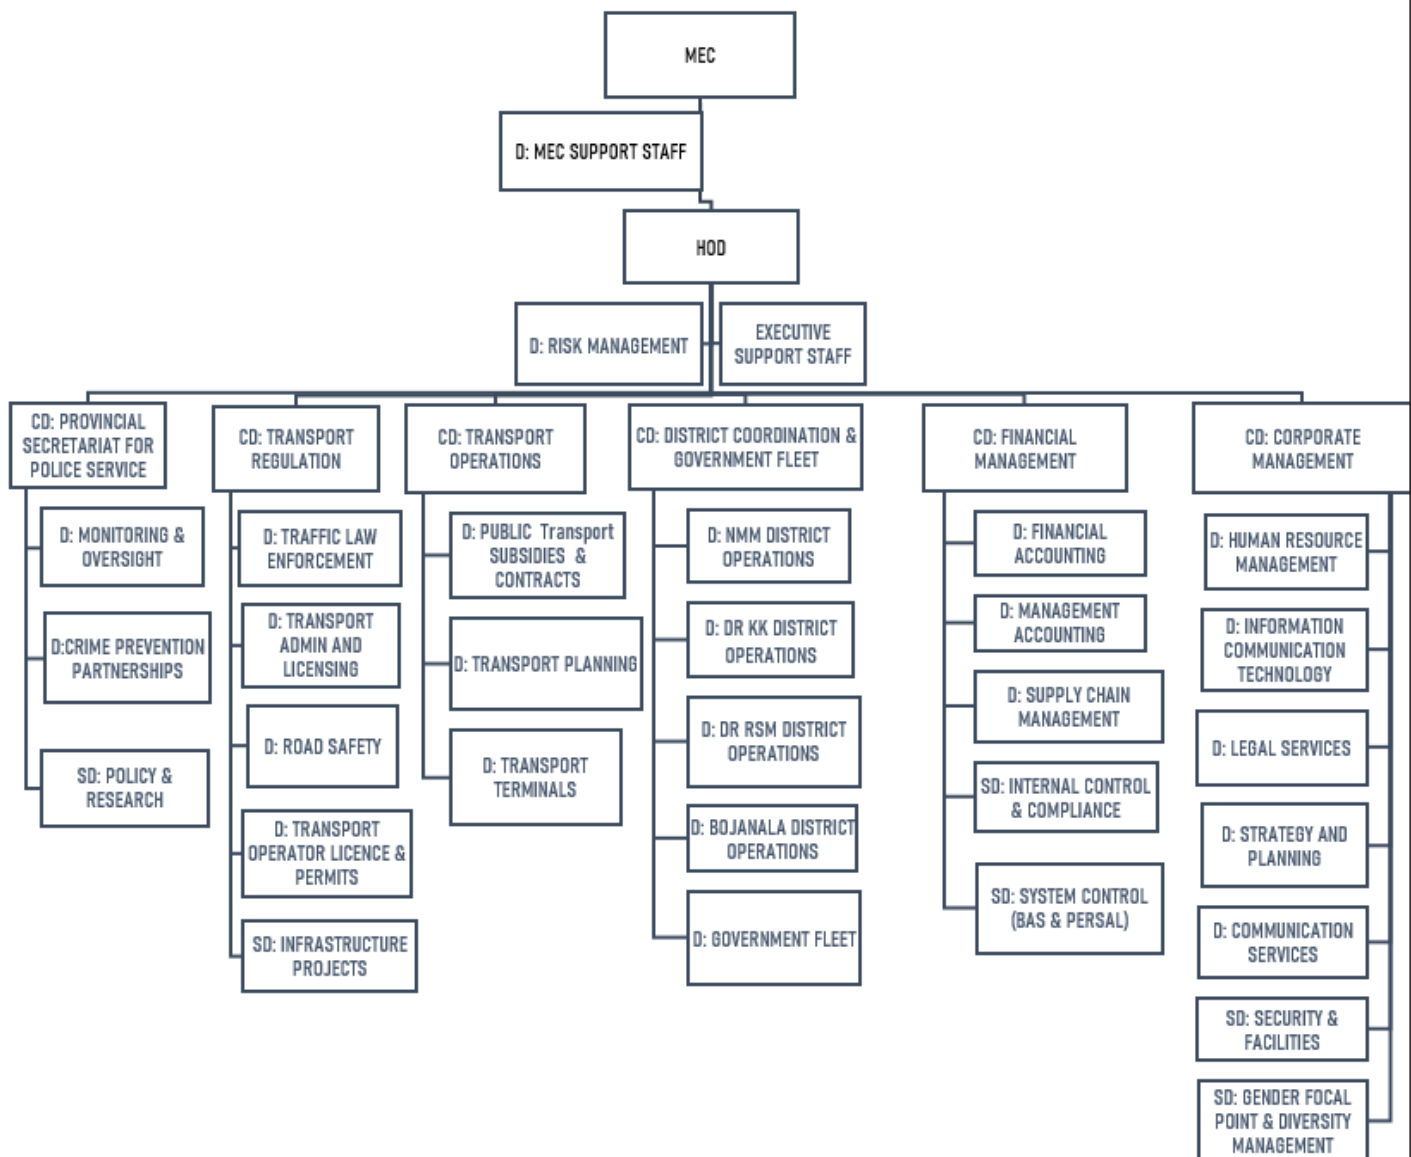 MEC
D: MEC SUPPORT STAFF
HOD
D: RISK MANAGEMENT
EXECUTIVE
SUPPORT STAFF
CD: PROVINCIAL
SECRETARIAT FOR
POLICE SERVICE
D: MONITORING &
OVERSIGHT
D:CRIME PREVENTION
PARTNERSHIPS
SD: POLICY &
RESEARCH
CD: TRANSPORT
REGULATION
D: TRAFFIC LAW
ENFORCEMENT
D: TRANSPORT
ADMIN AND
LICENSING
D: ROAD SAFETY
D: TRANSPORT
OPERATOR LICENCE &
PERMITS
SD: INFRASTRUCTURE
PROJECTS
CD: TRANSPORT
OPERATIONS
D: PUBLIC Transport
SUBSIDIES &
CONTRACTS
D: TRANSPORT PLANNING
D: TRANSPORT
TERMINALS
CD: DISTRICT COORDINATION &
GOVERNMENT FLEET
D: NMM DISTRICT
OPERATIONS
D: DR KK DISTRICT
OPERATIONS
D: DR RSM DISTRICT
OPERATIONS
D: BOJANALA DISTRICT
OPERATIONS
D: GOVERNMENT FLEET
CD: FINANCIAL
MANAGEMENT
D: FINANCIAL
ACCOUNTING
D: MANAGEMENT
ACCOUNTING
D: SUPPLY CHAIN
MANAGEMENT
SD: INTERNAL CONTROL
& COMPLIANCE
SD: SYSTEM CONTROL
(BAS & PERSAL)
CD: CORPORATE
MANAGEMENT
D: HUMAN RESOURCE
MANAGEMENT
D: INFORMATION
COMMUNICATION
TECHNOLOGY
D: LEGAL SERVICES
D: STRATEGY AND
PLANNING
D: COMMUNICATION
SERVICES
SD: SECURITY &
FACILITIES
SD: GENDER FOCAL
POINT & DIVERSITY
MANAGEMENT